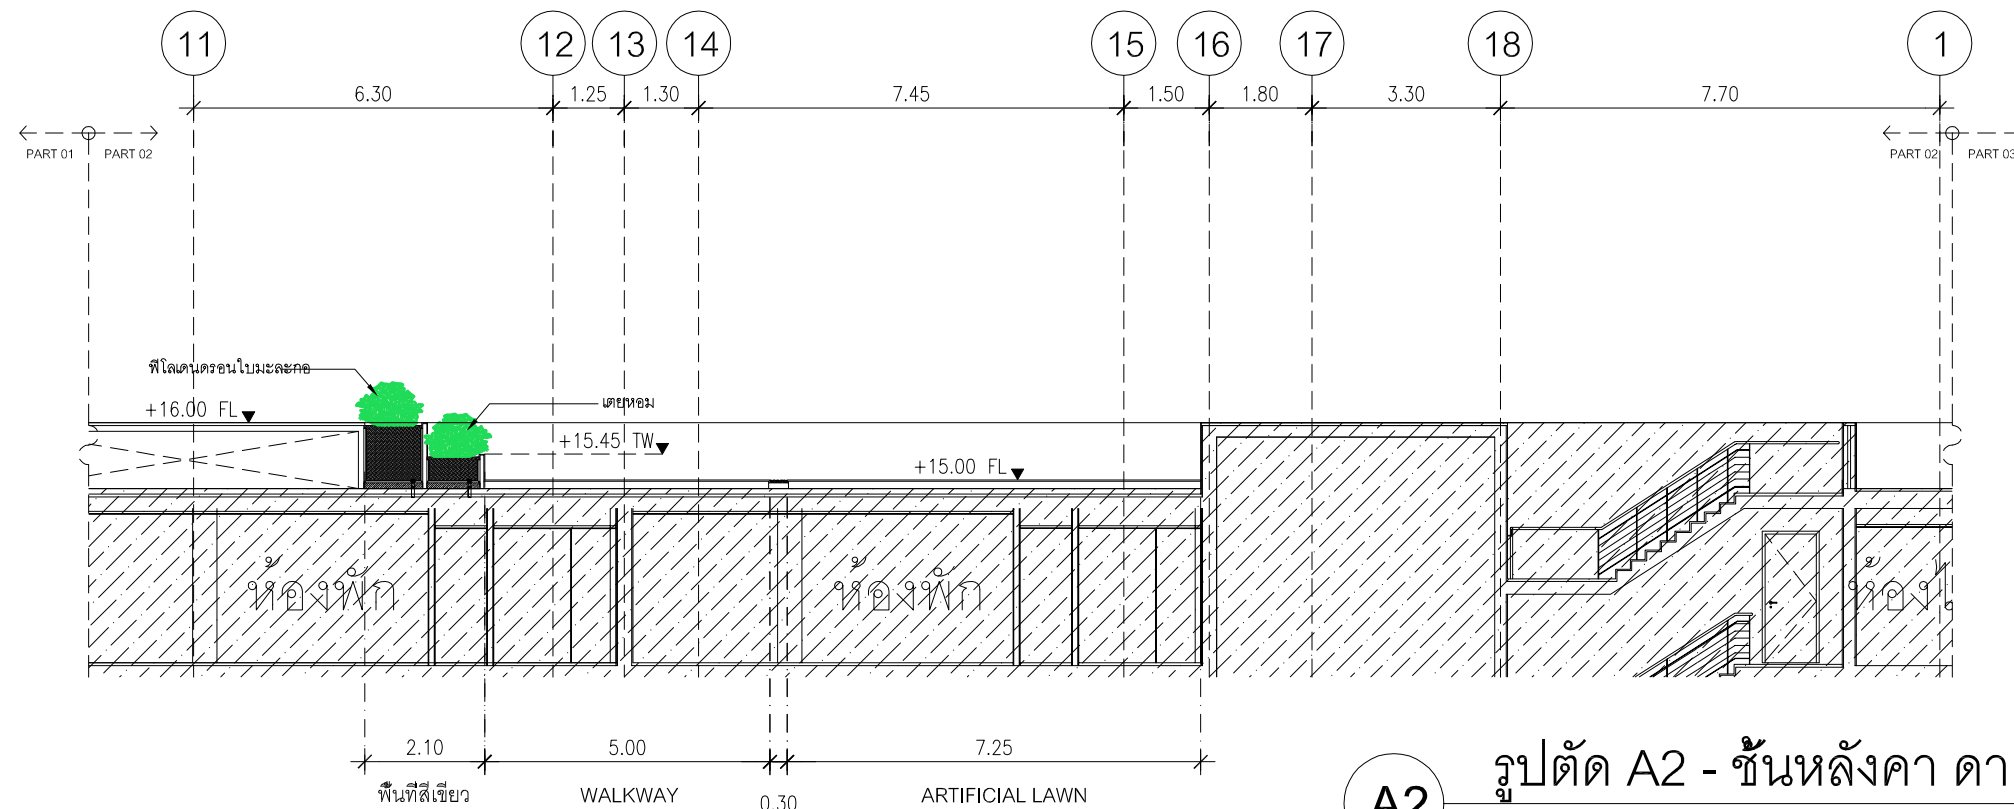 11 12 13 14 15 16 17 18 1
6.30 1.25 1.30 7.45 1.50 1.80 3.30 7.70
PART 01 PART 02 PART 02 PART 03
ฟิโลเดนดรอนใบมะละกอ
+16.00 FL
เตยหอม
+15.45 TW
+15.00 FL
ห้องพัก ห้องพัก
2.10 5.00 7.25
พื้นที่สีเขียว WALKWAY 0.30 ARTIFICIAL LAWN
A2 รูปตัด A2 - ชั้นหลังคา ดา